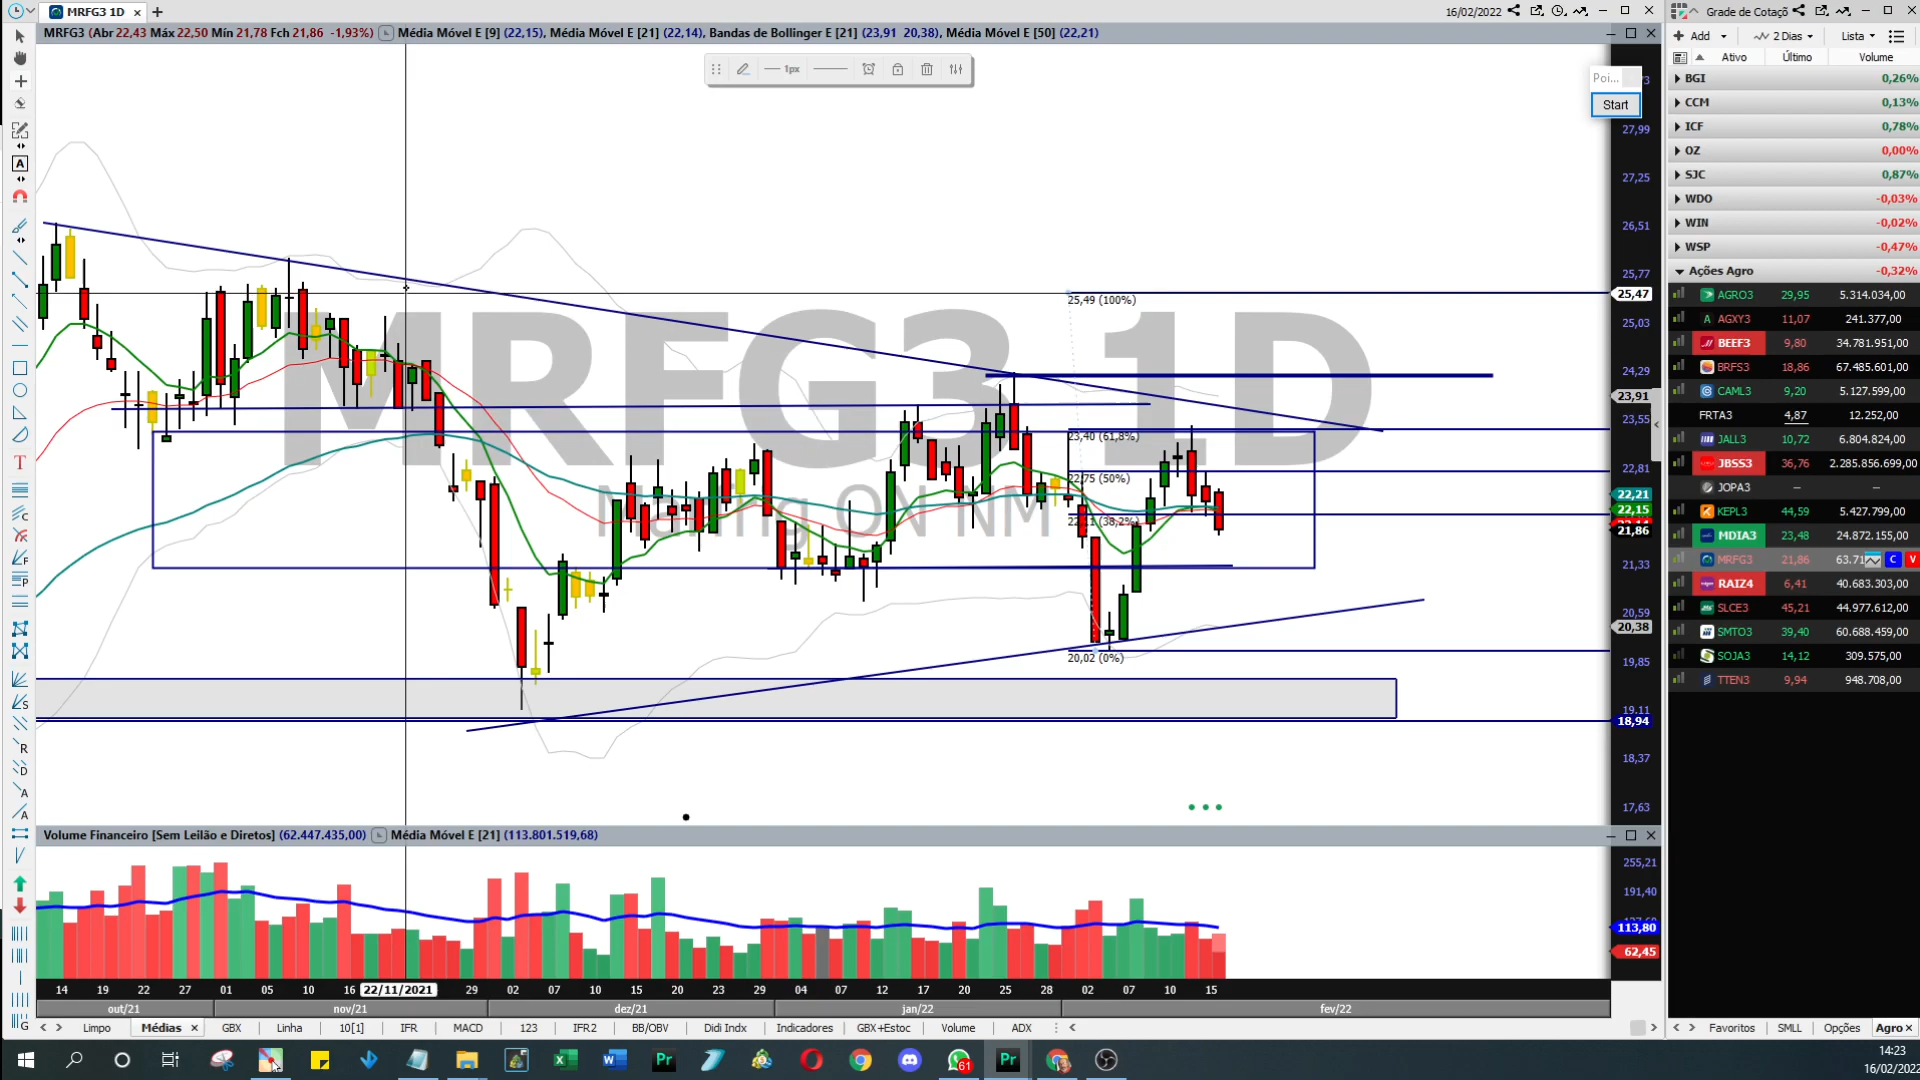 MRFG3 1D × +
16/02/2022
Grade de Cotaçõ
MRFG3 (Abr 22,43 Máx 22,50 Mín 21,78 Fch 21,86 -1,93%) Média Móvel E [9] (22,15), Média Móvel E [21] (22,14), Bandas de Bollinger E [21] (23,91 20,38), Média Móvel E [50] (22,21)
Add 2 Dias Lista
Ativo Último Volume
1px
Poi...
Start
BGI 0,26%
CCM 0,13%
ICF 0,78%
OZ 0,00%
SJC 0,87%
WDO -0,03%
WIN -0,02%
WSP -0,47%
Ações Agro -0,32%
AGRO3 29,95 5.314.034,00
AGXY3 11,07 241.377,00
BEEF3 9,80 34.781.951,00
BRFS3 18,86 67.485.601,00
CAML3 9,20 5.127.599,00
FRTA3 4,87 12.252,00
JALL3 10,72 6.804.824,00
JBSS3 36,76 2.285.856.699,00
JOPA3 -- --
KEPL3 44,59 5.427.799,00
MDIA3 23,48 24.872.155,00
MRFG3 21,86 63.71 C V
RAIZ4 6,41 40.683.303,00
SLCE3 45,21 44.977.612,00
SMTO3 39,40 60.688.459,00
SOJA3 14,12 309.575,00
TTEN3 9,94 948.708,00
MRFG3 1D
Marfrig ON NM
25,49 (100%)
23,40 (61,8%)
22,75 (50%)
22,11 (38,2%)
20,02 (0%)
27,99
27,25
26,51
25,77
25,47
25,03
24,29
23,91
23,55
22,81
22,21
22,15
21,86
21,33
20,59
20,38
19,85
19,11
18,94
18,37
17,63
Volume Financeiro [Sem Leilão e Diretos] (62.447.435,00) Média Móvel E [21] (113.801.519,68)
255,21
191,40
113,80
62,45
14 19 22 27 01 05 10 16 22/11/2021 29 02 07 10 15 20 23 29 04 07 12 17 20 25 28 02 07 10 15
out/21 nov/21 dez/21 jan/22 fev/22
Limpo Médias × GBX Linha 10[1] IFR MACD 123 IFR2 BB/OBV Didi Indx Indicadores GBX+Estoc Volume ADX
Favoritos SMLL Opções Agro ×
61
14:23
16/02/2022